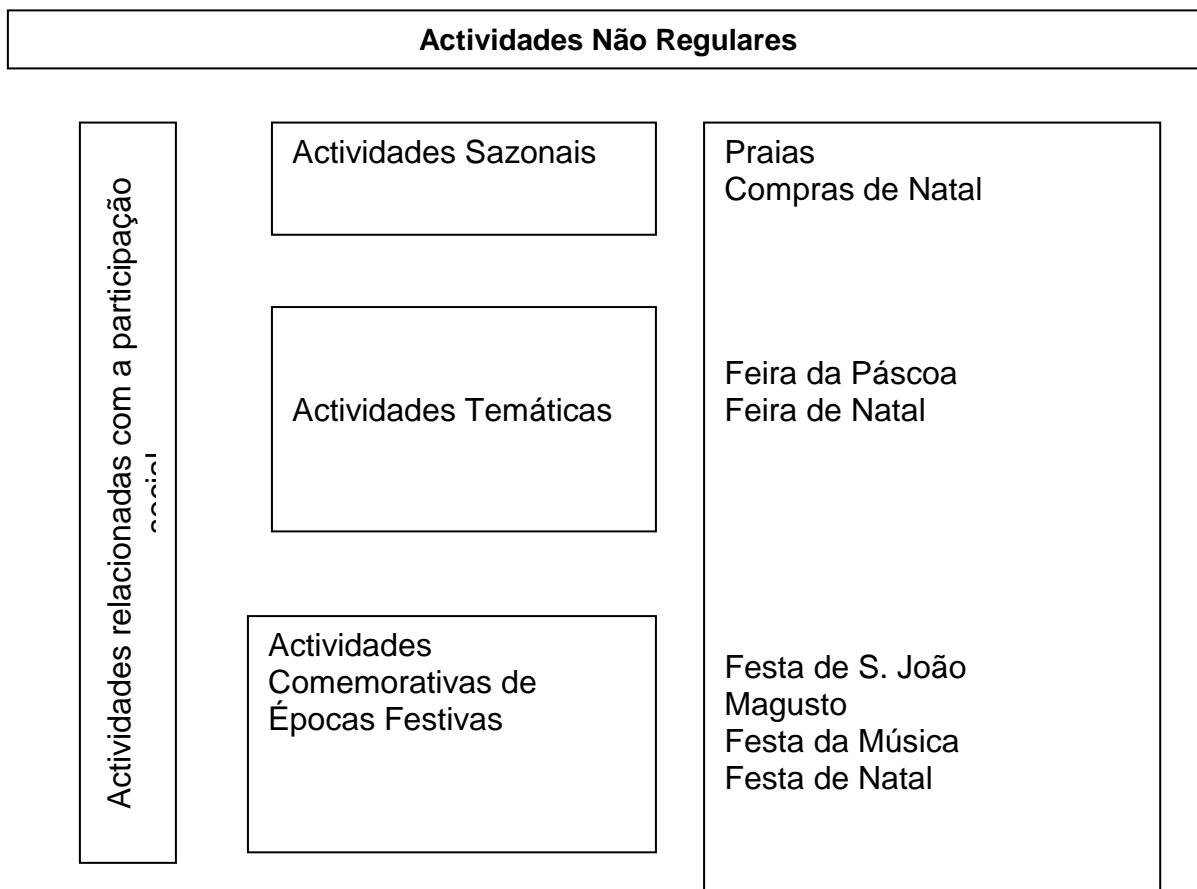 Actividades Não Regulares
Actividades relacionadas com a participação
social
Actividades Sazonais
Praias
Compras de Natal
Actividades Temáticas
Feira da Páscoa
Feira de Natal
Actividades
Comemorativas de
Épocas Festivas
Festa de S. João
Magusto
Festa da Música
Festa de Natal